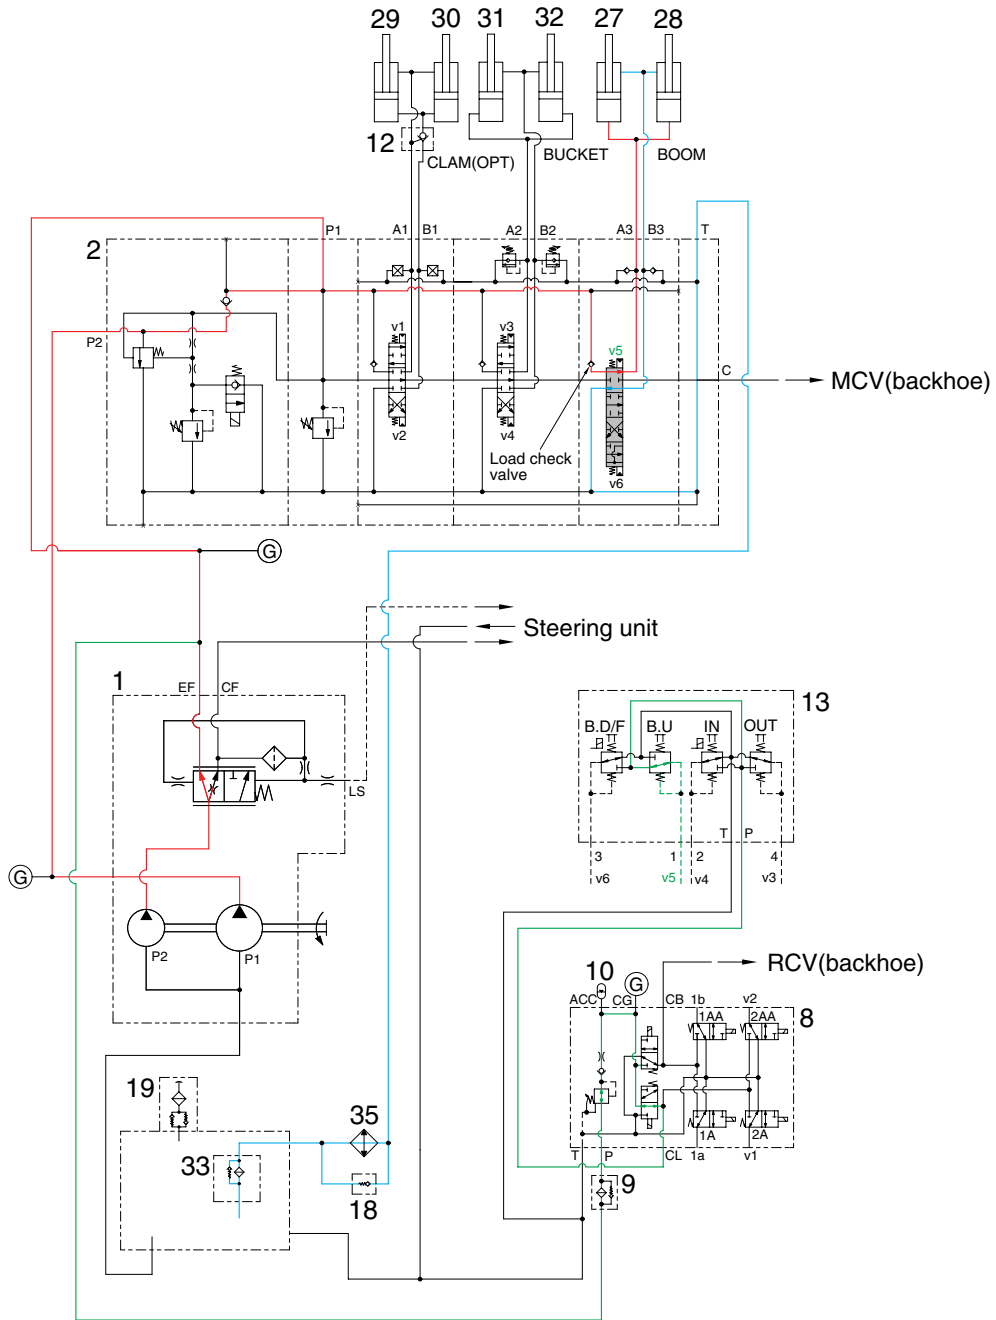 29 30 31 32 27 28
12
CLAM(OPT) BUCKET BOOM
2
P1 A1 B1 A2 B2 A3 B3 T
P2
v1 v3 v5
C
MCV(backhoe)
v2 v4
Load check
valve
v6
G
Steering unit
1
EF CF
LS
13
B.D/F B.U IN OUT
T P
3 1 2 4
v6 v5 v4 v3
G
P2 P1
RCV(backhoe)
10 G
ACC CG CB 1b v2
8
1AA 2AA
1A 2A
T P CL 1a v1
19
35
33
18
9